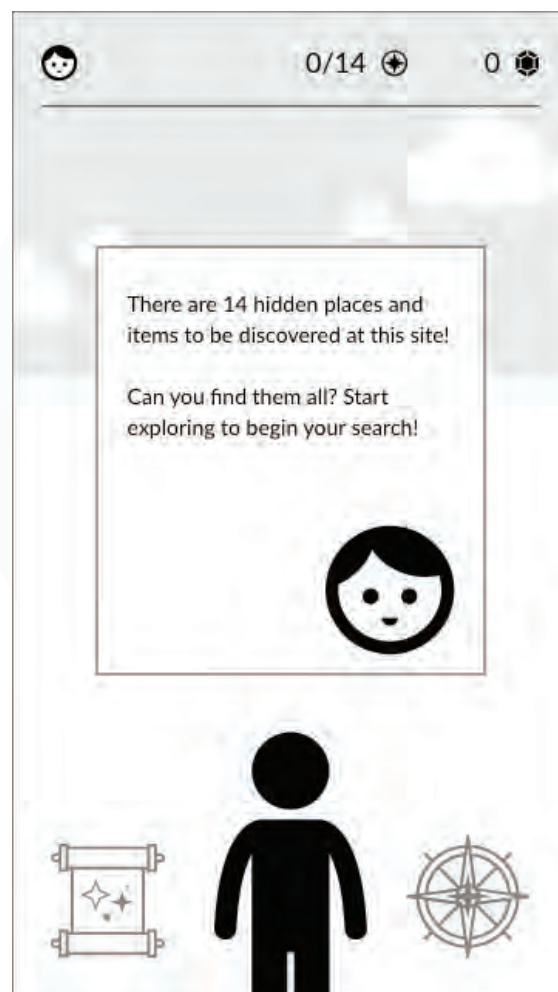 0/14 0
There are 14 hidden places and
items to be discovered at this site!
Can you find them all? Start
exploring to begin your search!